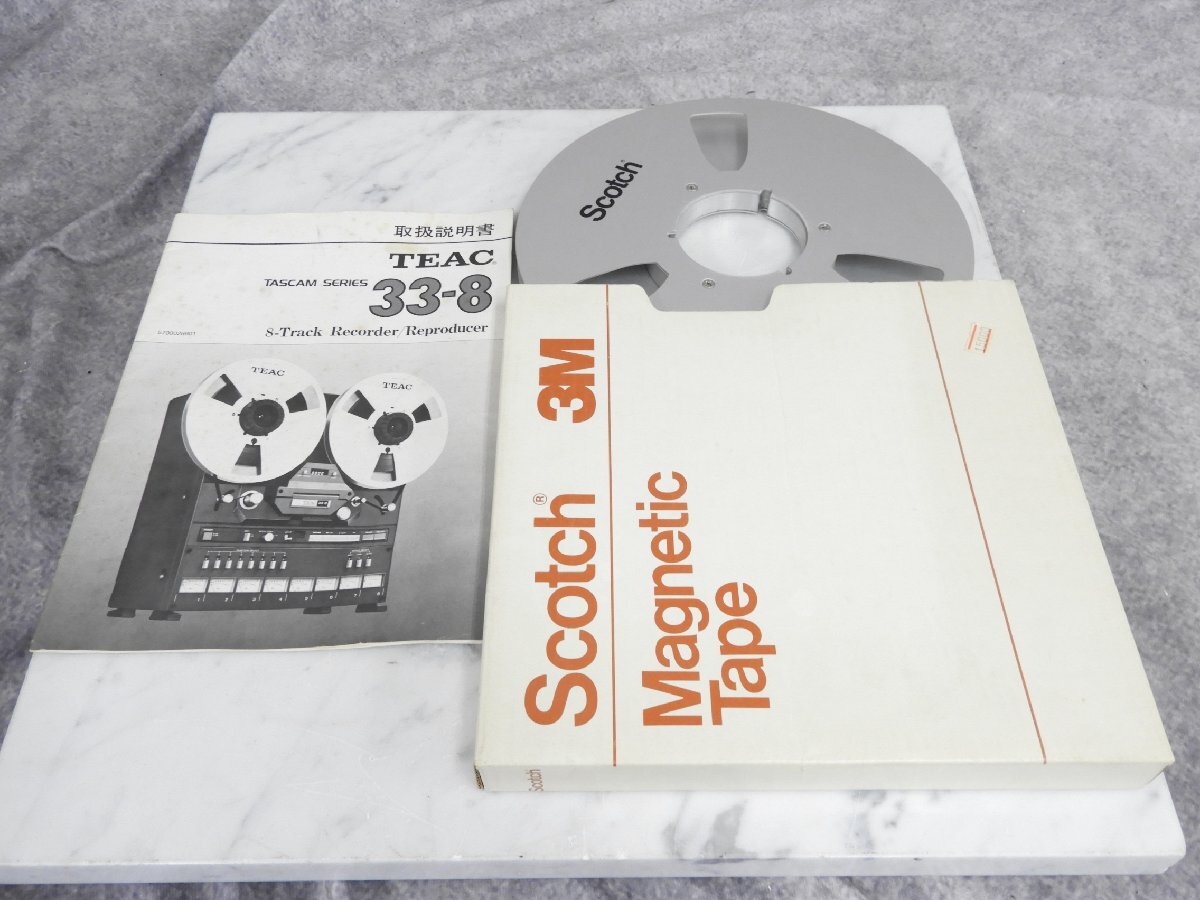 取扱説明書
TEAC
TASCAM SERIES
33-8
8-Track Recorder/Reproducer
TEAC
TEAC
Scotch
Scotch® 3M
Magnetic
Tape
Scotch